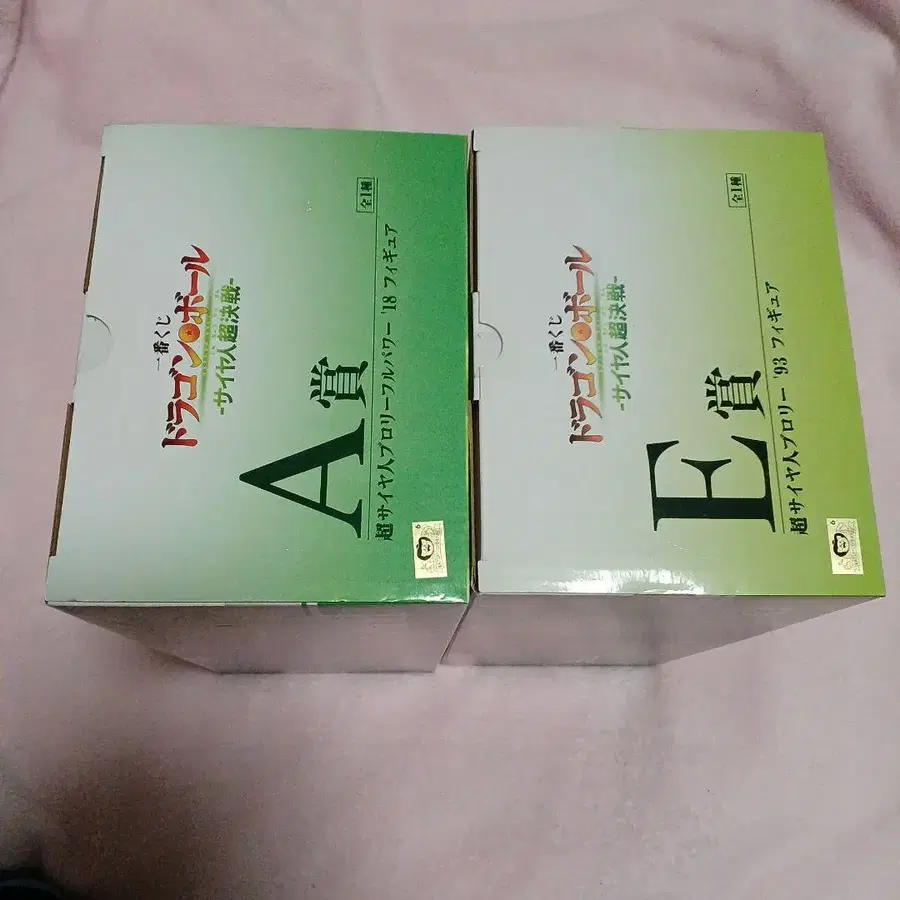 一番くじ
ドラゴンボール
-サイヤ人超決戦-
A賞
全1種
超サイヤ人ブロリーフルパワー '18 フィギュア
一番くじ
ドラゴンボール
-サイヤ人超決戦-
E賞
全1種
超サイヤ人ブロリー '93 フィギュア